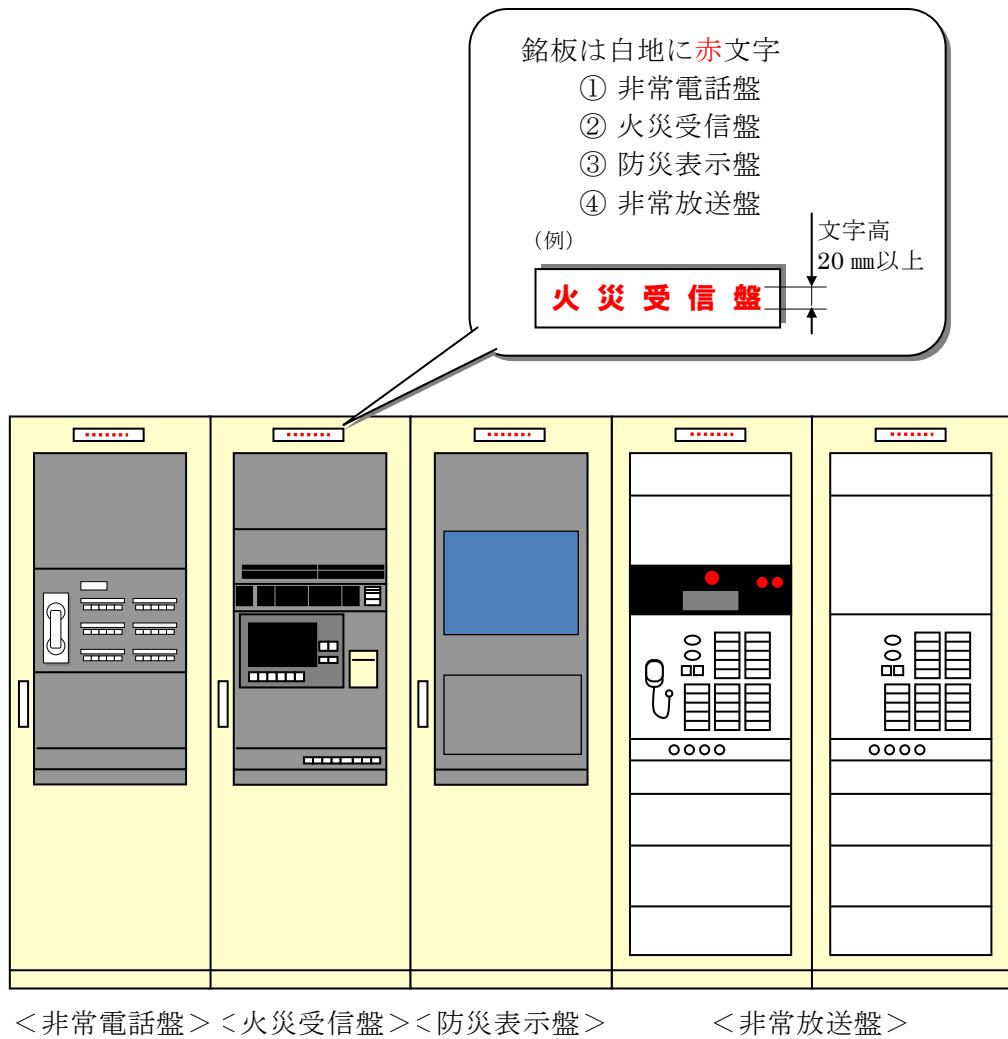 銘板は白地に赤文字
① 非常電話盤
② 火災受信盤
③ 防災表示盤
④ 非常放送盤
(例)
文字高
20 ㎜以上
火災受信盤
＜非常電話盤＞ ＜火災受信盤＞ ＜防災表示盤＞ ＜非常放送盤＞